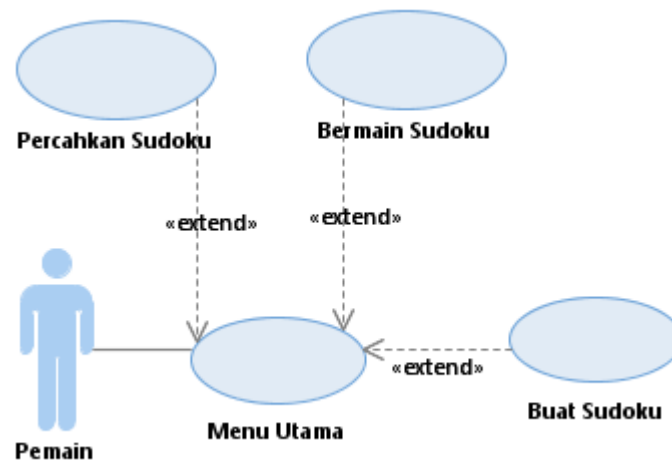 Percahkan Sudoku
Bermain Sudoku
«extend»
«extend»
«extend»
Buat Sudoku
Menu Utama
Pemain